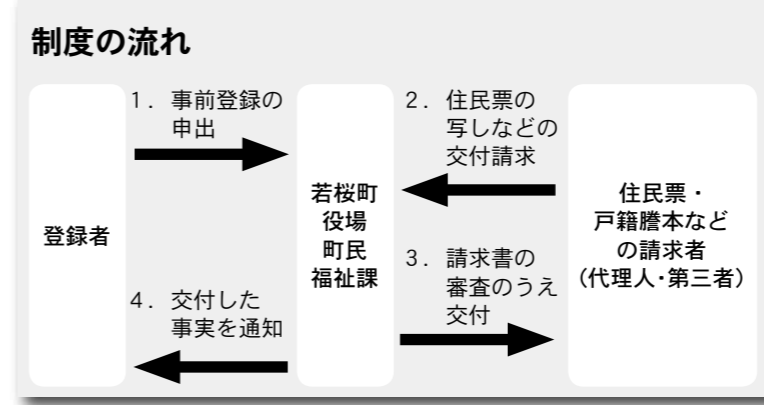 制度の流れ
登録者
1．事前登録の
申出
若桜町
役場
町民
福祉課
2．住民票の
写しなどの
交付請求
住民票・
戸籍謄本など
の請求者
（代理人・第三者）
3．請求書の
審査のうえ
交付
4．交付した
事実を通知